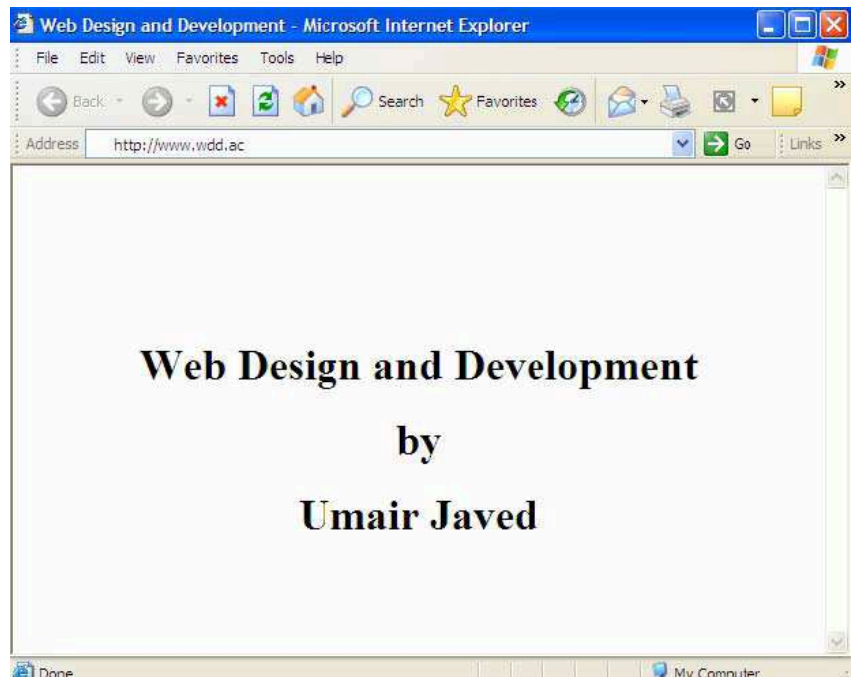 Web Design and Development - Microsoft Internet Explorer
File Edit View Favorites Tools Help
Back Search Favorites »
Address http://www.wdd.ac Go Links »
Web Design and Development
by
Umair Javed
Done My Computer